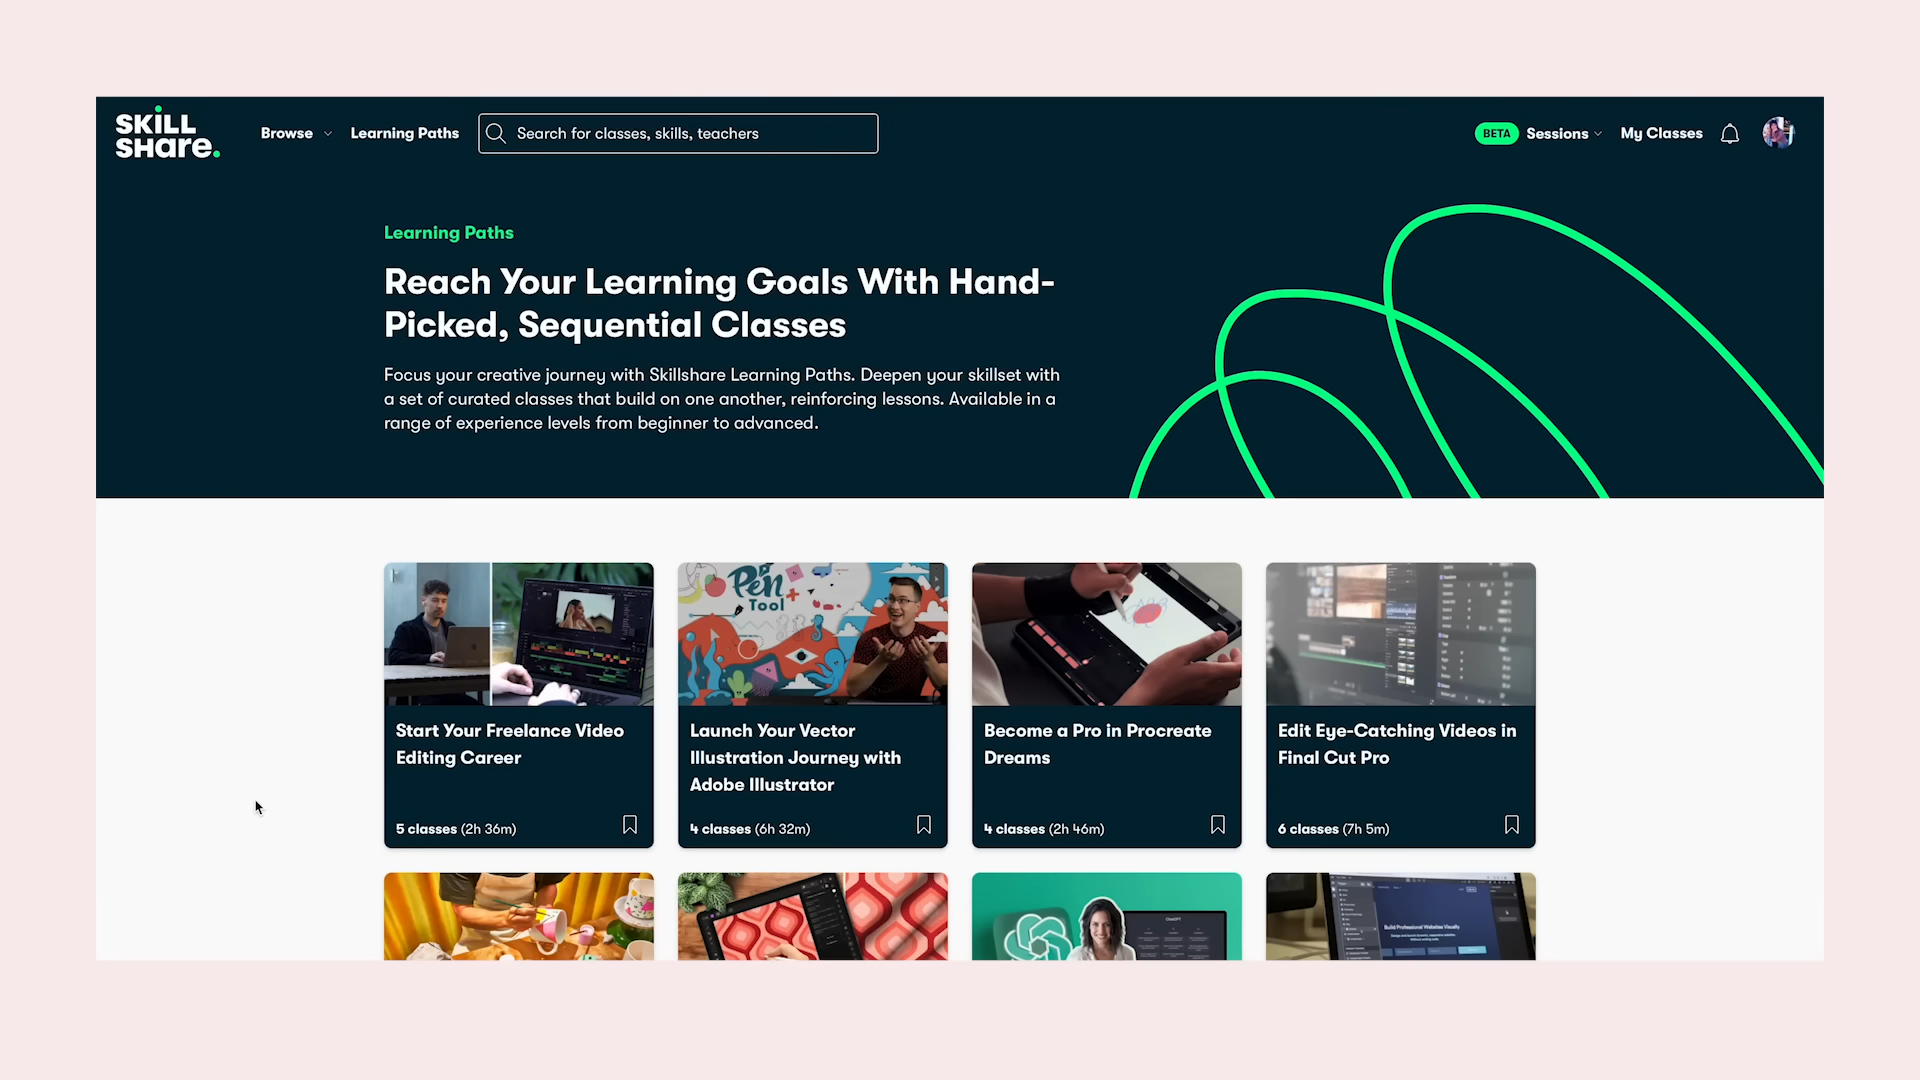 SKILL
SHARE.
Browse
Learning Paths
Search for classes, skills, teachers
BETA
Sessions
My Classes
Learning Paths
Reach Your Learning Goals With Hand-
Picked, Sequential Classes
Focus your creative journey with Skillshare Learning Paths. Deepen your skillset with
a set of curated classes that build on one another, reinforcing lessons. Available in a
range of experience levels from beginner to advanced.
Pen
Tool
Start Your Freelance Video
Editing Career
5 classes (2h 36m)
Launch Your Vector
Illustration Journey with
Adobe Illustrator
4 classes (6h 32m)
Become a Pro in Procreate
Dreams
4 classes (2h 46m)
Edit Eye-Catching Videos in
Final Cut Pro
6 classes (7h 5m)
ChatGPT
Build Professional Websites Visually